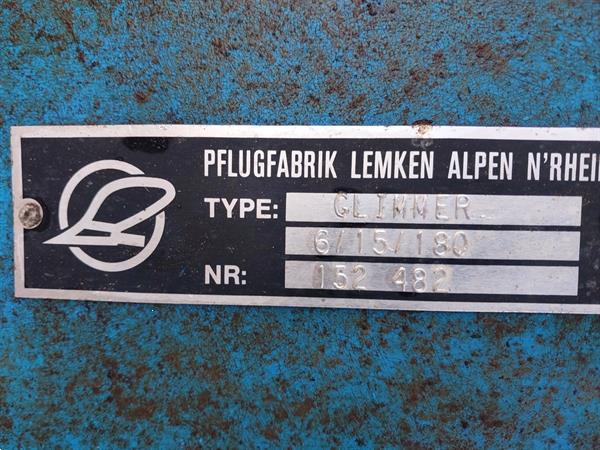 PFLUGFABRIK LEMKEN ALPEN N'RHEI
TYPE: GLIMMER
6/15/180
NR: 152 482